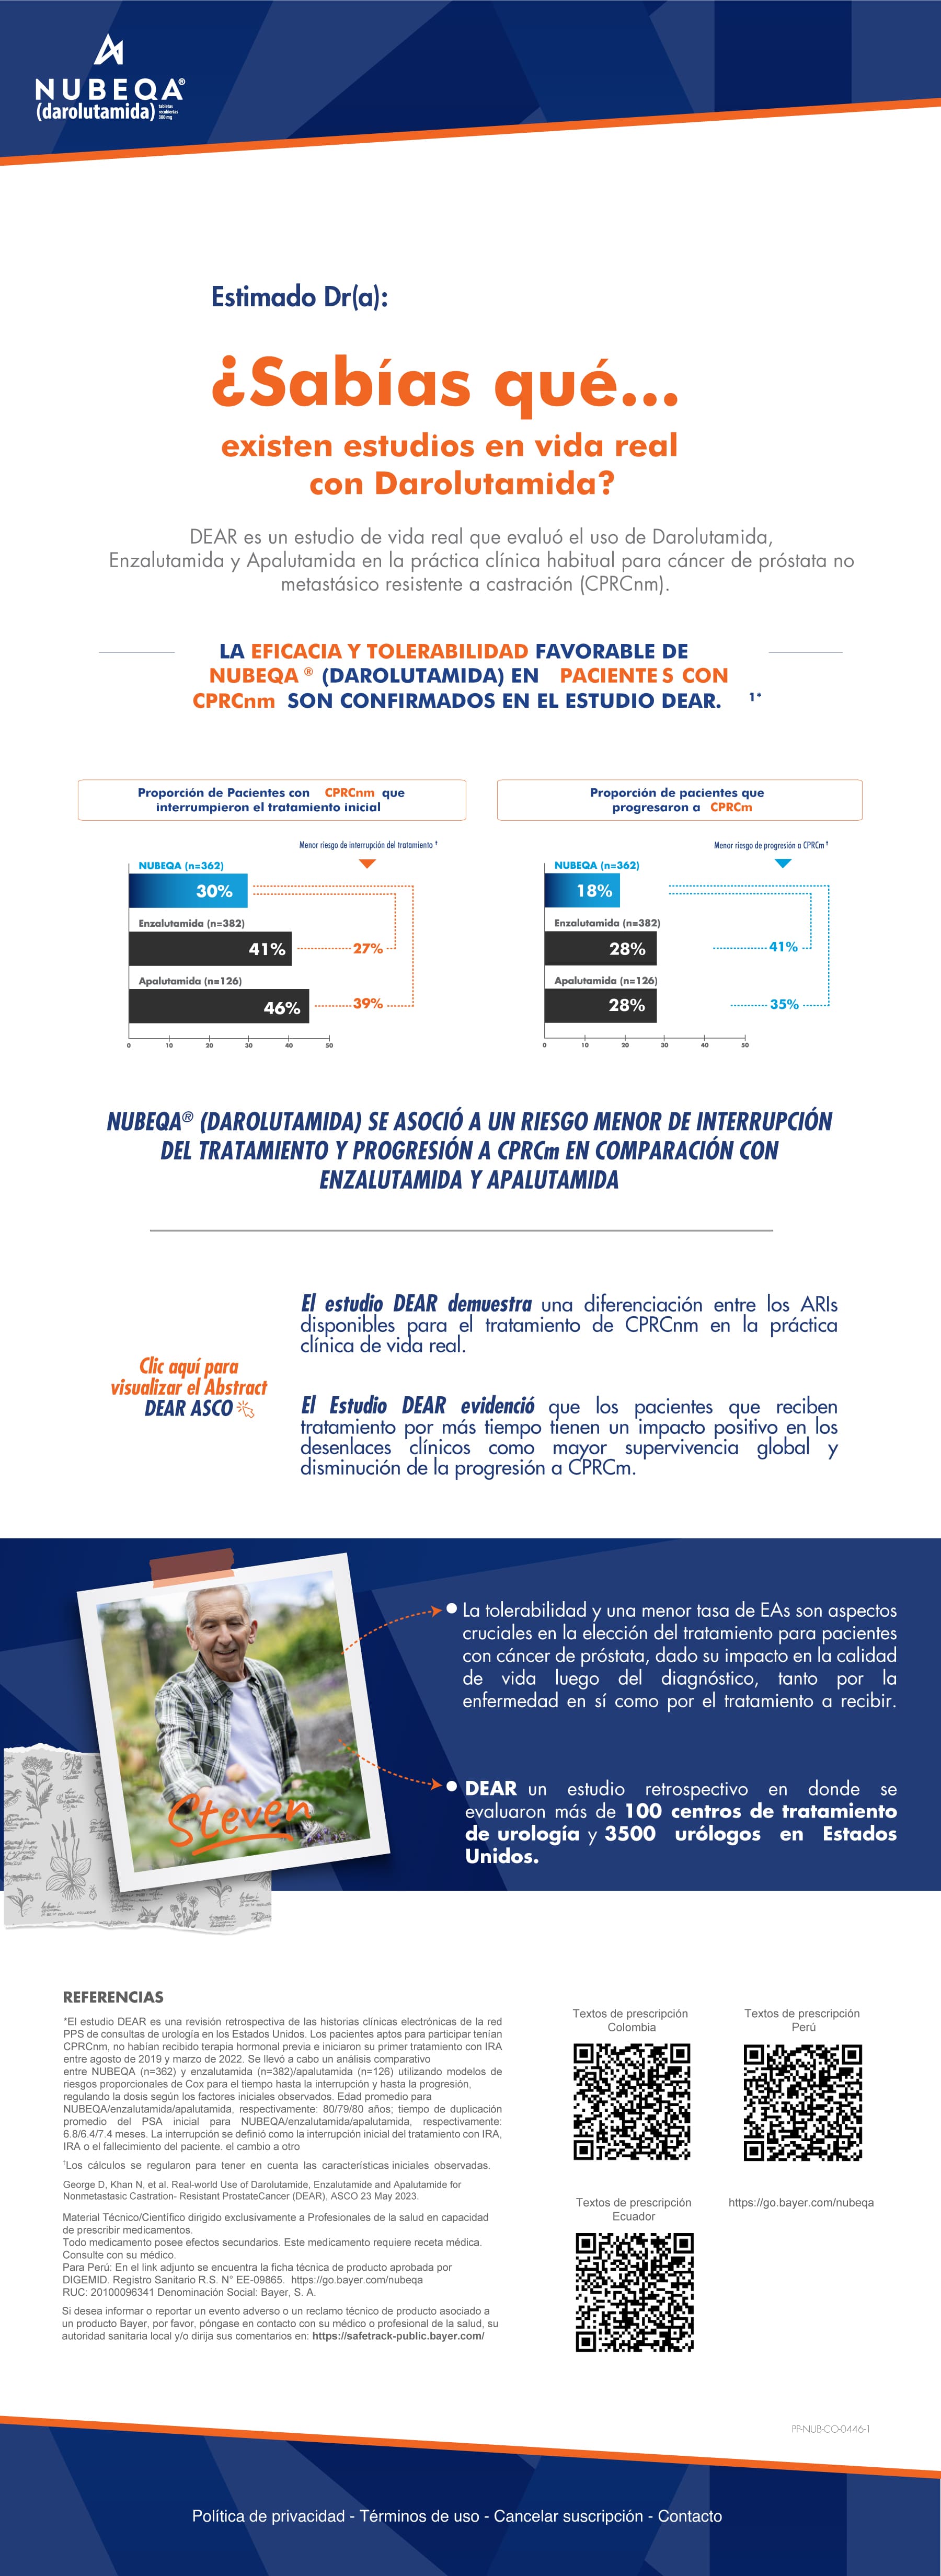 NUBEQA®
(darolutamida) tabletas recubiertas 300 mg
Estimado Dr(a):
¿Sabías qué...
existen estudios en vida real
con Darolutamida?
DEAR es un estudio de vida real que evaluó el uso de Darolutamida,
Enzalutamida y Apalutamida en la práctica clínica habitual para cáncer de próstata no
metastásico resistente a castración (CPRCnm).
LA EFICACIA Y TOLERABILIDAD FAVORABLE DE
NUBEQA ® (DAROLUTAMIDA) EN PACIENTE S CON
CPRCnm SON CONFIRMADOS EN EL ESTUDIO DEAR. 1*
Proporción de Pacientes con CPRCnm que
interrumpieron el tratamiento inicial
Menor riesgo de interrupción del tratamiento †
NUBEQA (n=362)
30%
Enzalutamida (n=382)
41% 27%
Apalutamida (n=126)
46% 39%
0 10 20 30 40 50
Proporción de pacientes que
progresaron a CPRCm
Menor riesgo de progresión a CPRCm †
NUBEQA (n=362)
18%
Enzalutamida (n=382)
28% 41%
Apalutamida (n=126)
28% 35%
0 10 20 30 40 50
NUBEQA® (DAROLUTAMIDA) SE ASOCIÓ A UN RIESGO MENOR DE INTERRUPCIÓN
DEL TRATAMIENTO Y PROGRESIÓN A CPRCm EN COMPARACIÓN CON
ENZALUTAMIDA Y APALUTAMIDA
Clic aquí para
visualizar el Abstract
DEAR ASCO
El estudio DEAR demuestra una diferenciación entre los ARIs
disponibles para el tratamiento de CPRCnm en la práctica
clínica de vida real.
El Estudio DEAR evidenció que los pacientes que reciben
tratamiento por más tiempo tienen un impacto positivo en los
desenlaces clínicos como mayor supervivencia global y
disminución de la progresión a CPRCm.
Steven
La tolerabilidad y una menor tasa de EAs son aspectos
cruciales en la elección del tratamiento para pacientes
con cáncer de próstata, dado su impacto en la calidad
de vida luego del diagnóstico, tanto por la
enfermedad en sí como por el tratamiento a recibir.
DEAR un estudio retrospectivo en donde se
evaluaron más de 100 centros de tratamiento
de urología y 3500 urólogos en Estados
Unidos.
REFERENCIAS
*El estudio DEAR es una revisión retrospectiva de las historias clínicas electrónicas de la red
PPS de consultas de urología en los Estados Unidos. Los pacientes aptos para participar tenían
CPRCnm, no habían recibido terapia hormonal previa e iniciaron su primer tratamiento con IRA
entre agosto de 2019 y marzo de 2022. Se llevó a cabo un análisis comparativo
entre NUBEQA (n=362) y enzalutamida (n=382)/apalutamida (n=126) utilizando modelos de
riesgos proporcionales de Cox para el tiempo hasta la interrupción y hasta la progresión,
regulando la dosis según los factores iniciales observados. Edad promedio para
NUBEQA/enzalutamida/apalutamida, respectivamente: 80/79/80 años; tiempo de duplicación
promedio del PSA inicial para NUBEQA/enzalutamida/apalutamida, respectivamente:
6.8/6.4/7.4 meses. La interrupción se definió como la interrupción inicial del tratamiento con IRA,
IRA o el fallecimiento del paciente. el cambio a otro
†Los cálculos se regularon para tener en cuenta las características iniciales observadas.
George D, Khan N, et al. Real-world Use of Darolutamide, Enzalutamide and Apalutamide for
Nonmetastasic Castration- Resistant ProstateCancer (DEAR), ASCO 23 May 2023.
Material Técnico/Científico dirigido exclusivamente a Profesionales de la salud en capacidad
de prescribir medicamentos.
Todo medicamento posee efectos secundarios. Este medicamento requiere receta médica.
Consulte con su médico.
Para Perú: En el link adjunto se encuentra la ficha técnica de producto aprobada por
DIGEMID. Registro Sanitario R.S. N° EE-09865. https://go.bayer.com/nubeqa
RUC: 20100096341 Denominación Social: Bayer, S. A.
Si desea informar o reportar un evento adverso o un reclamo técnico de producto asociado a
un producto Bayer, por favor, póngase en contacto con su médico o profesional de la salud, su
autoridad sanitaria local y/o dirija sus comentarios en: https://safetrack-public.bayer.com/
Textos de prescripción
Colombia
Textos de prescripción
Perú
Textos de prescripción
Ecuador
https://go.bayer.com/nubeqa
PP-NUB-CO-0446-1
Política de privacidad - Términos de uso - Cancelar suscripción - Contacto